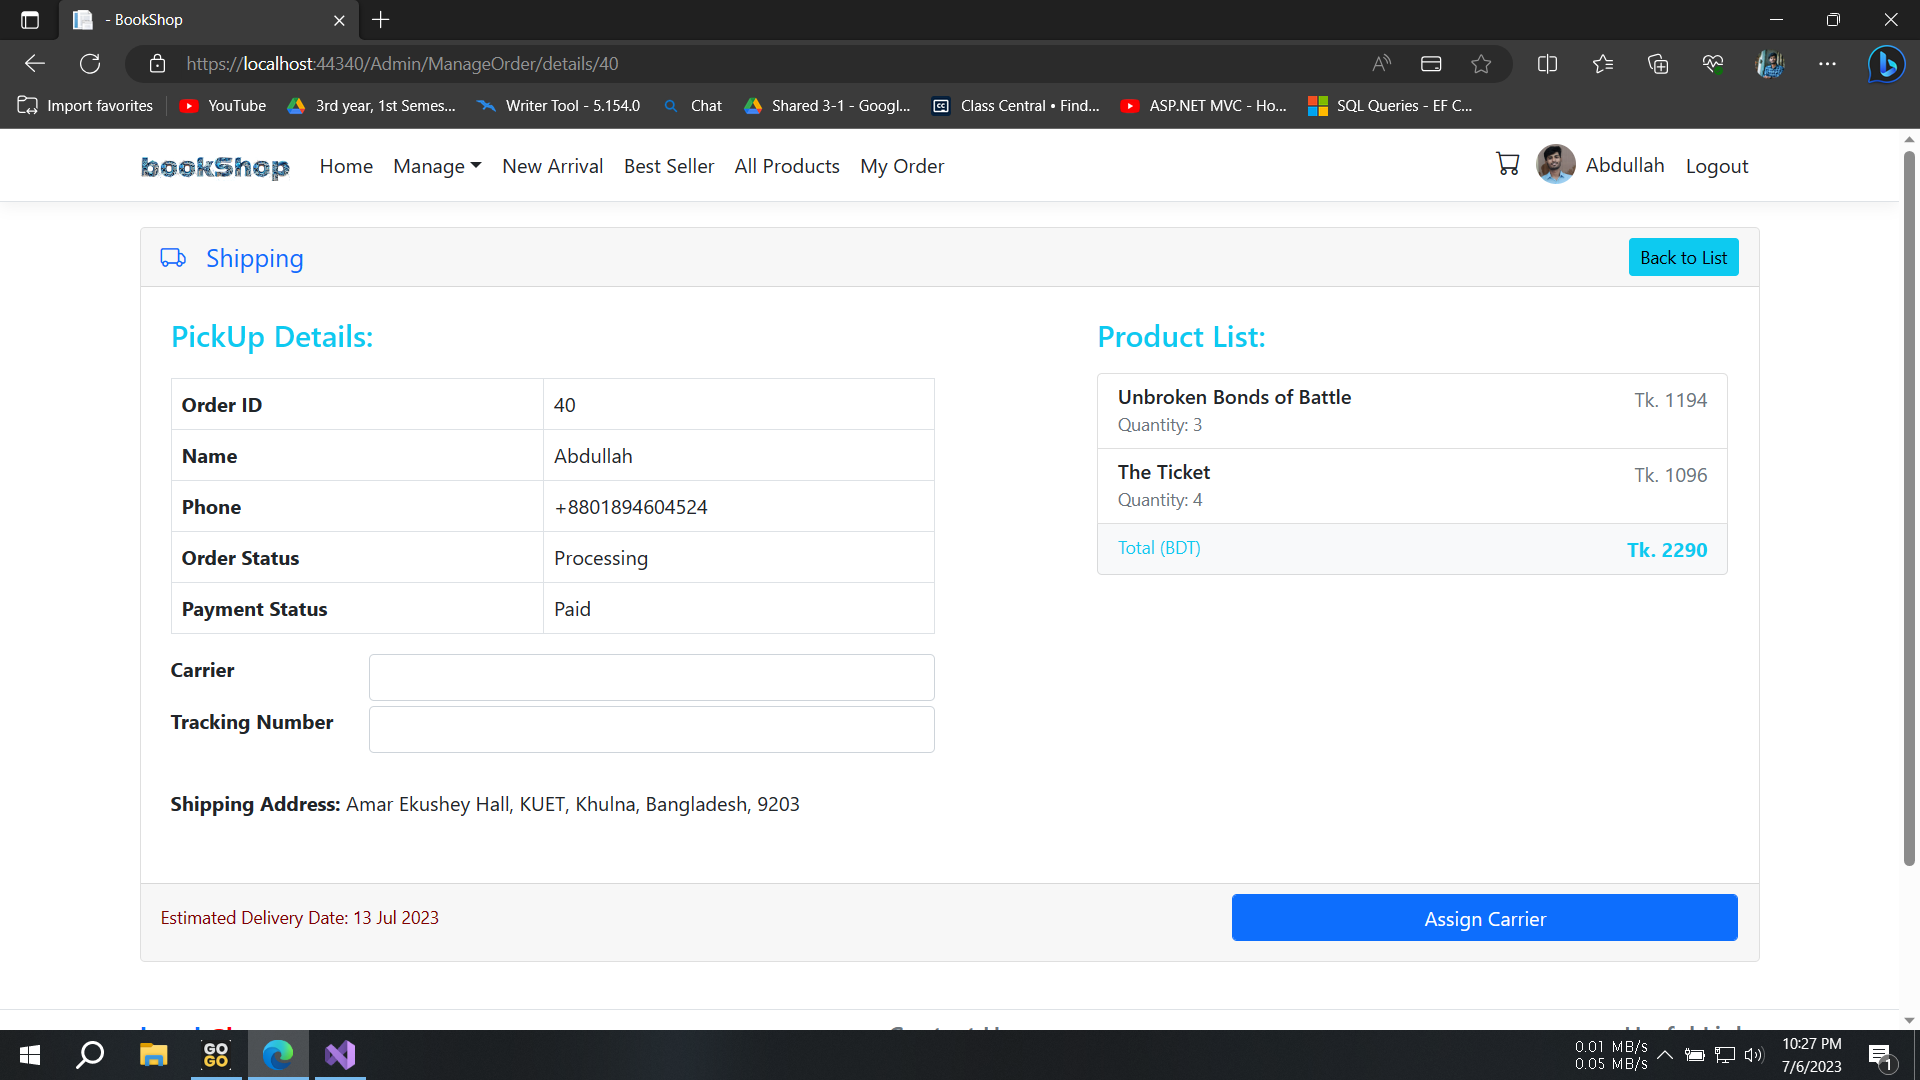 - BookShop
https://localhost:44340/Admin/ManageOrder/details/40
Import favorites YouTube 3rd year, 1st Semes... Writer Tool - 5.154.0 Chat Shared 3-1 - Googl... Class Central • Find... ASP.NET MVC - Ho... SQL Queries - EF C...
bookShop Home Manage New Arrival Best Seller All Products My Order Abdullah Logout
Shipping Back to List
PickUp Details:
Order ID 40
Name Abdullah
Phone +8801894604524
Order Status Processing
Payment Status Paid
Carrier
Tracking Number
Shipping Address: Amar Ekushey Hall, KUET, Khulna, Bangladesh, 9203
Product List:
Unbroken Bonds of Battle Tk. 1194
Quantity: 3
The Ticket Tk. 1096
Quantity: 4
Total (BDT) Tk. 2290
Estimated Delivery Date: 13 Jul 2023 Assign Carrier
GO
GO
0.01 MB/s
0.05 MB/s
10:27 PM
7/6/2023
1